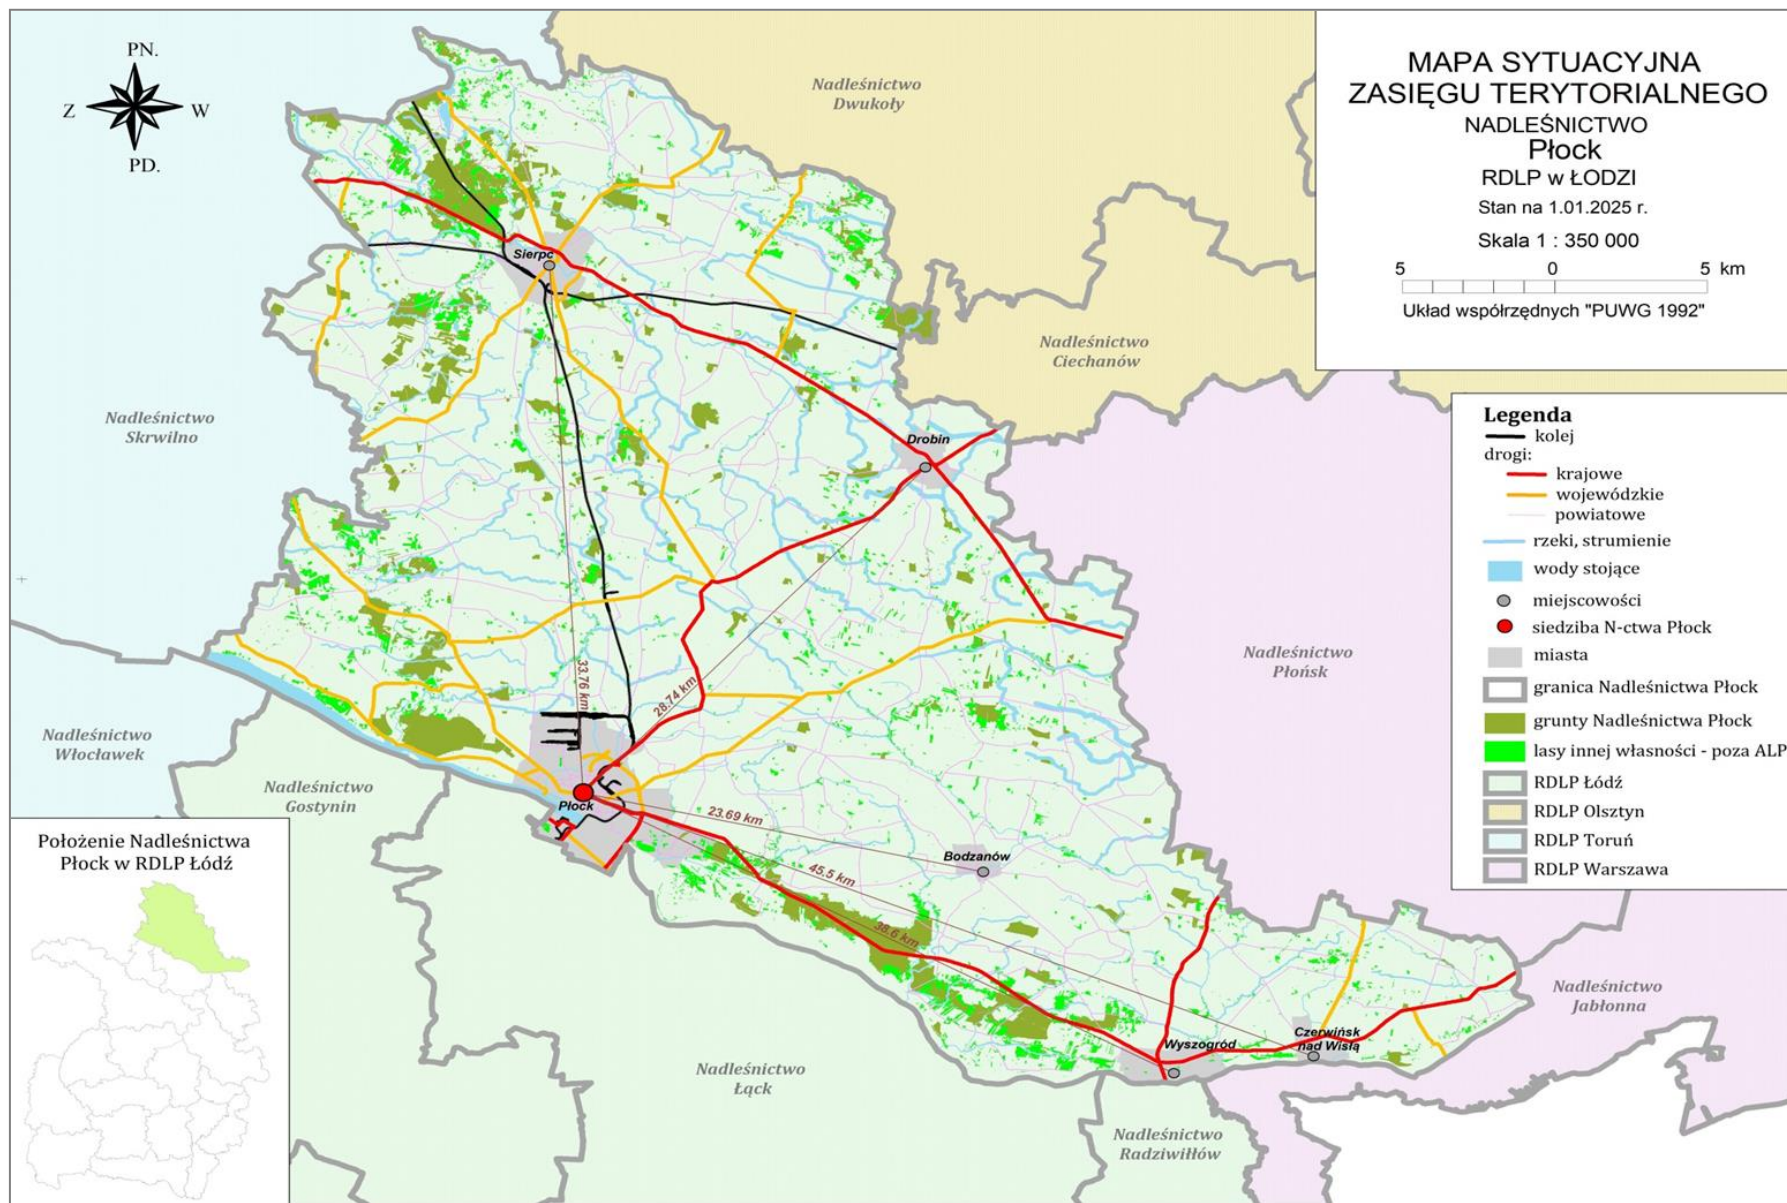 PN.
Z
W
PD.
MAPA SYTUACYJNA
ZASIĘGU TERYTORIALNEGO
NADLEŚNICTWO
Płock
RDLP w ŁODZI
Stan na 1.01.2025 r.
Skala 1 : 350 000
5 0 5 km
Układ współrzędnych "PUWG 1992"
Nadleśnictwo
Dwukoły
Nadleśnictwo
Ciechanów
Nadleśnictwo
Skrwilno
Sierpc
Drobin
Legenda
kolej
drogi:
krajowe
wojewódzkie
powiatowe
rzeki, strumienie
wody stojące
miejscowości
siedziba N-ctwa Płock
miasta
granica Nadleśnictwa Płock
grunty Nadleśnictwa Płock
lasy innej własności - poza ALP
RDLP Łódź
RDLP Olsztyn
RDLP Toruń
RDLP Warszawa
Nadleśnictwo
Płońsk
33.76 km
28.74 km
Nadleśnictwo
Włocławek
Nadleśnictwo
Gostynin
Płock
23.69 km
45.5 km
38.6 km
Bodzanów
Położenie Nadleśnictwa
Płock w RDLP Łódź
Nadleśnictwo
Jabłonna
Wyszogród
Czerwińsk
nad Wisłą
Nadleśnictwo
Łąck
Nadleśnictwo
Radziwiłłów